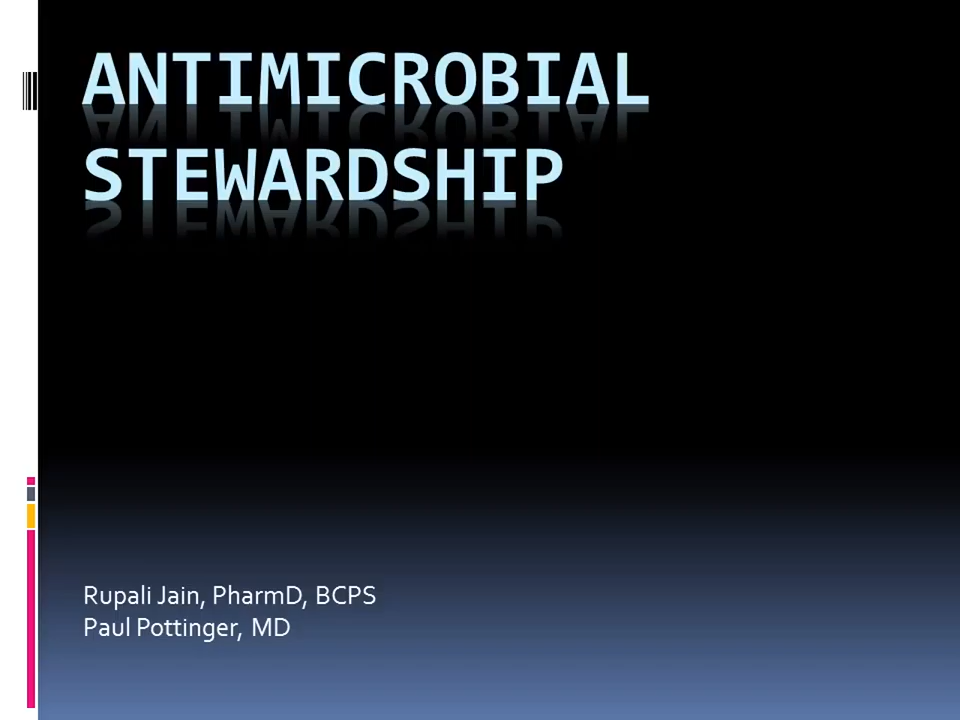 ANTIMICROBIAL
STEWARDSHIP
Rupali Jain, PharmD, BCPS
Paul Pottinger, MD